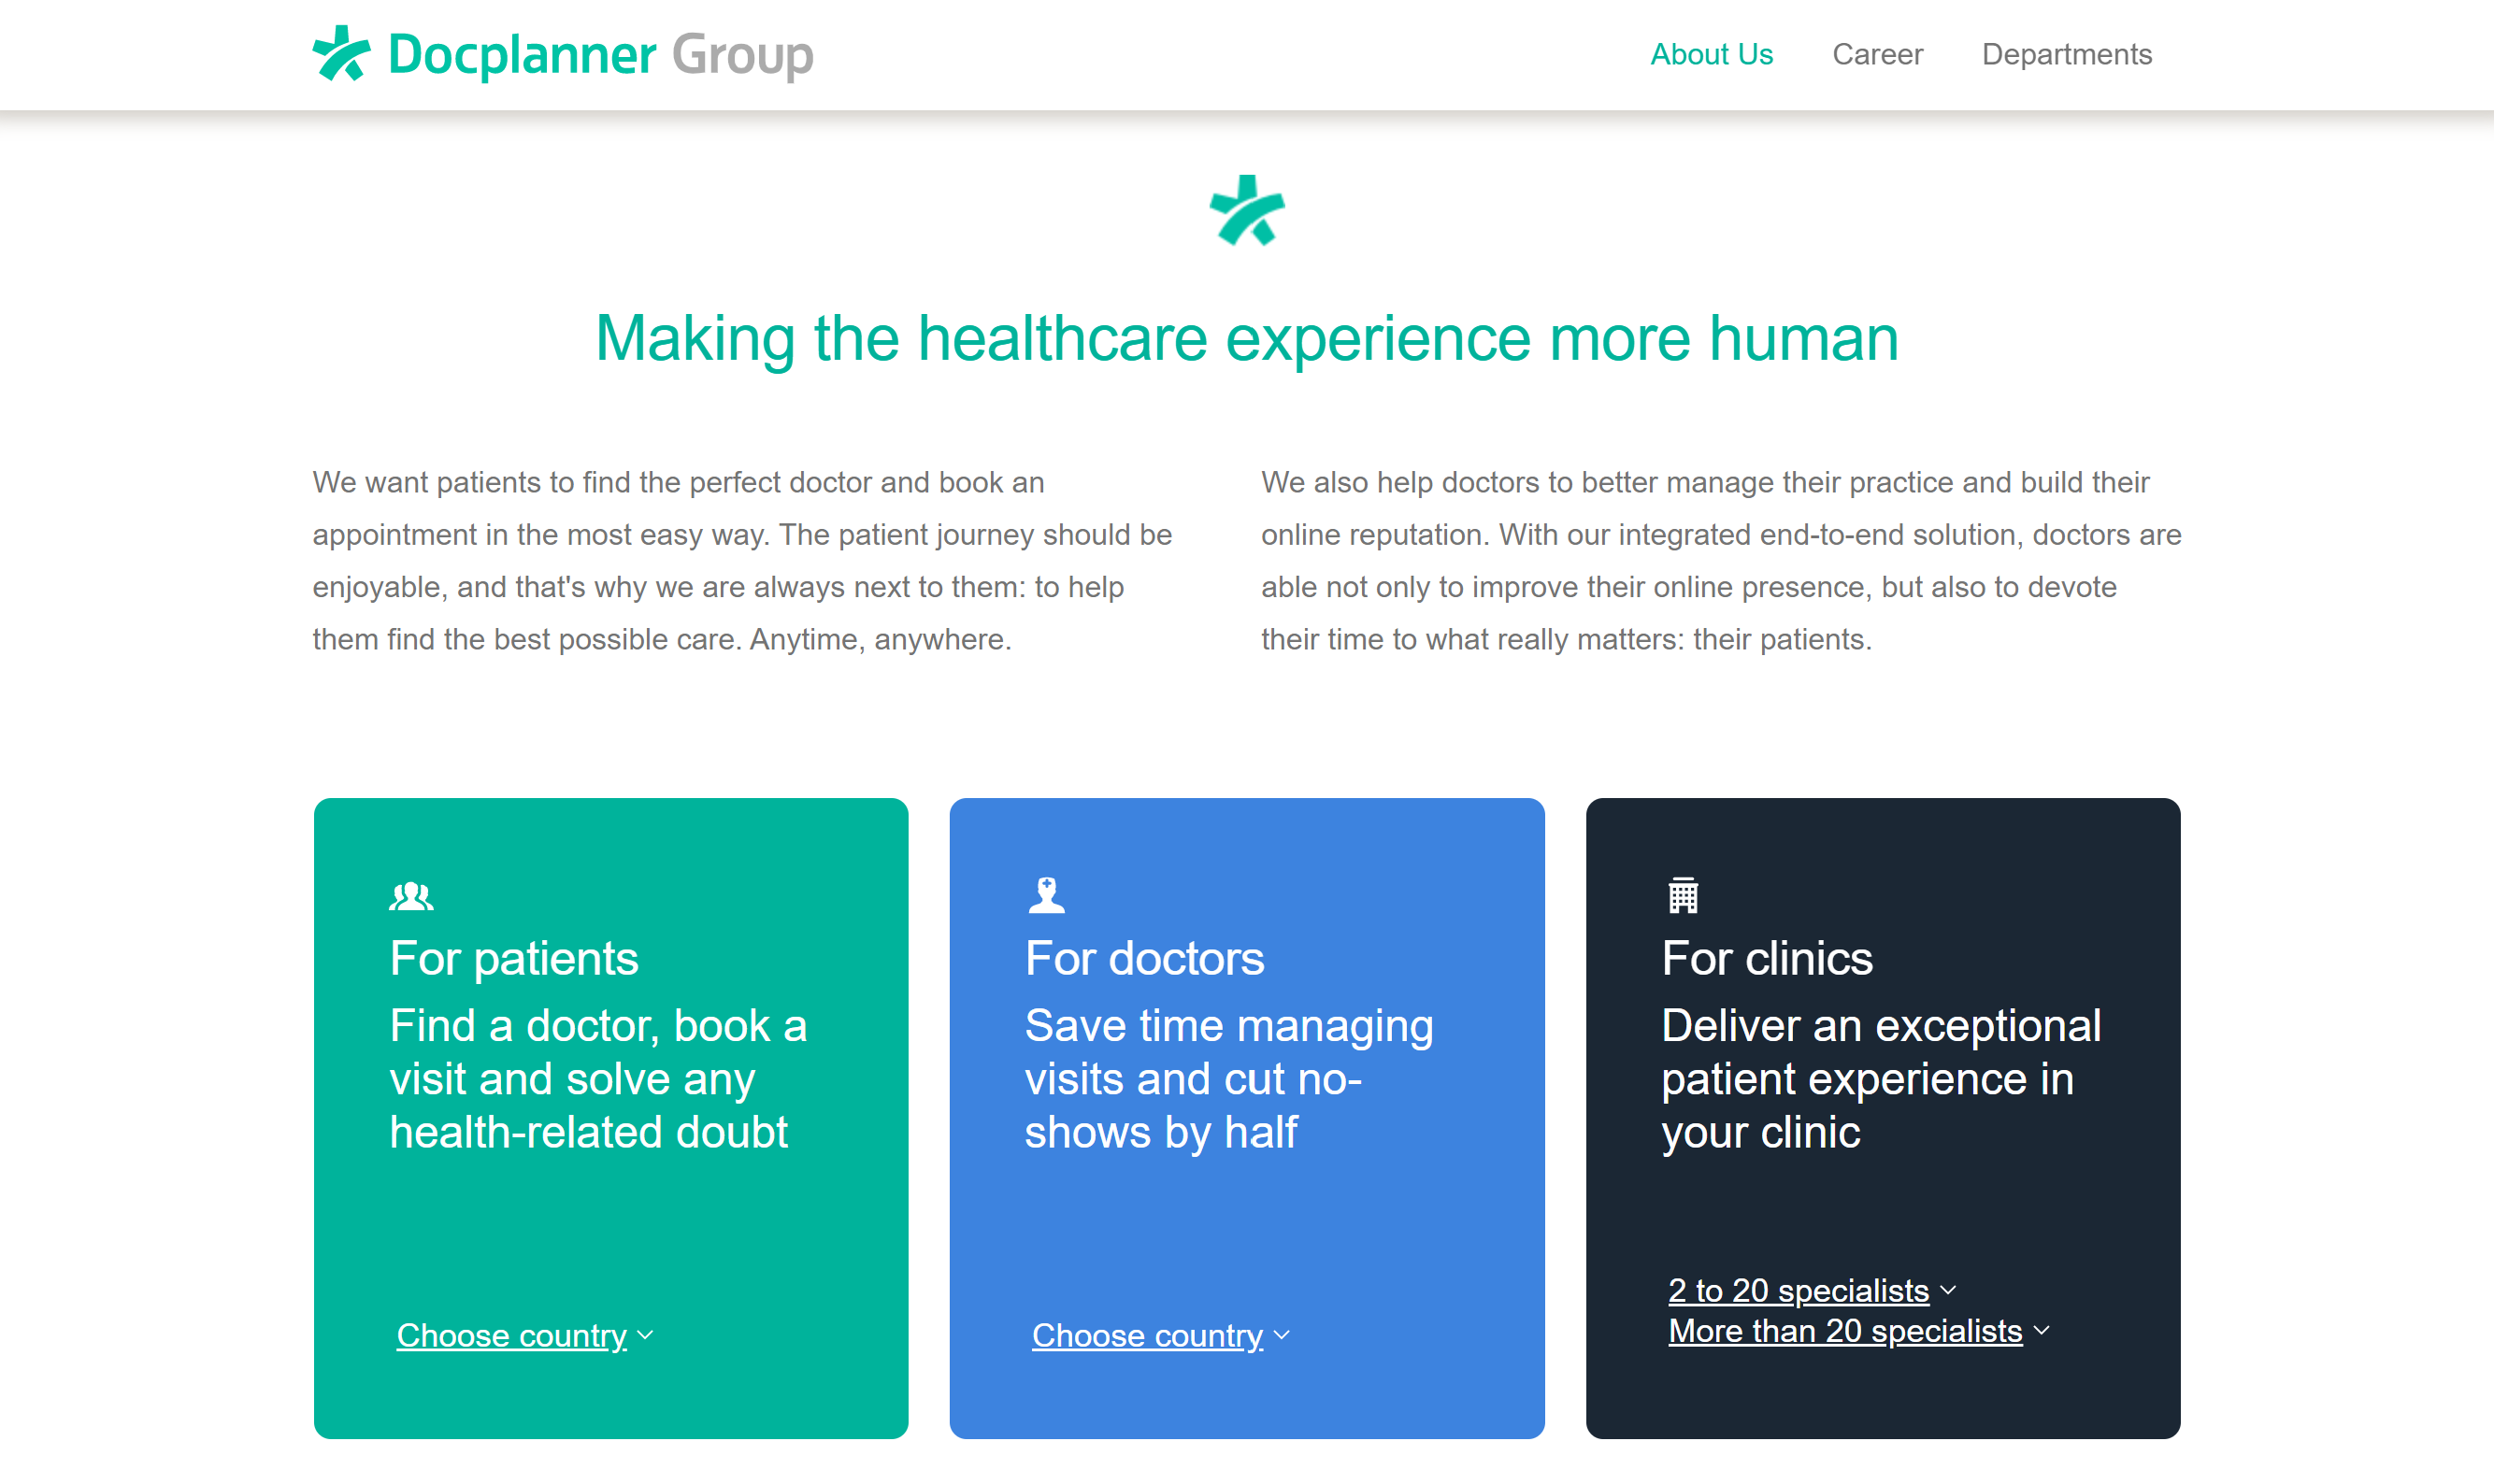 Docplanner Group
About Us
Career
Departments
Making the healthcare experience more human
We want patients to find the perfect doctor and book an
appointment in the most easy way. The patient journey should be
enjoyable, and that's why we are always next to them: to help
them find the best possible care. Anytime, anywhere.
We also help doctors to better manage their practice and build their
online reputation. With our integrated end-to-end solution, doctors are
able not only to improve their online presence, but also to devote
their time to what really matters: their patients.
For patients
Find a doctor, book a
visit and solve any
health-related doubt
Choose country
For doctors
Save time managing
visits and cut no-
shows by half
Choose country
For clinics
Deliver an exceptional
patient experience in
your clinic
2 to 20 specialists
More than 20 specialists